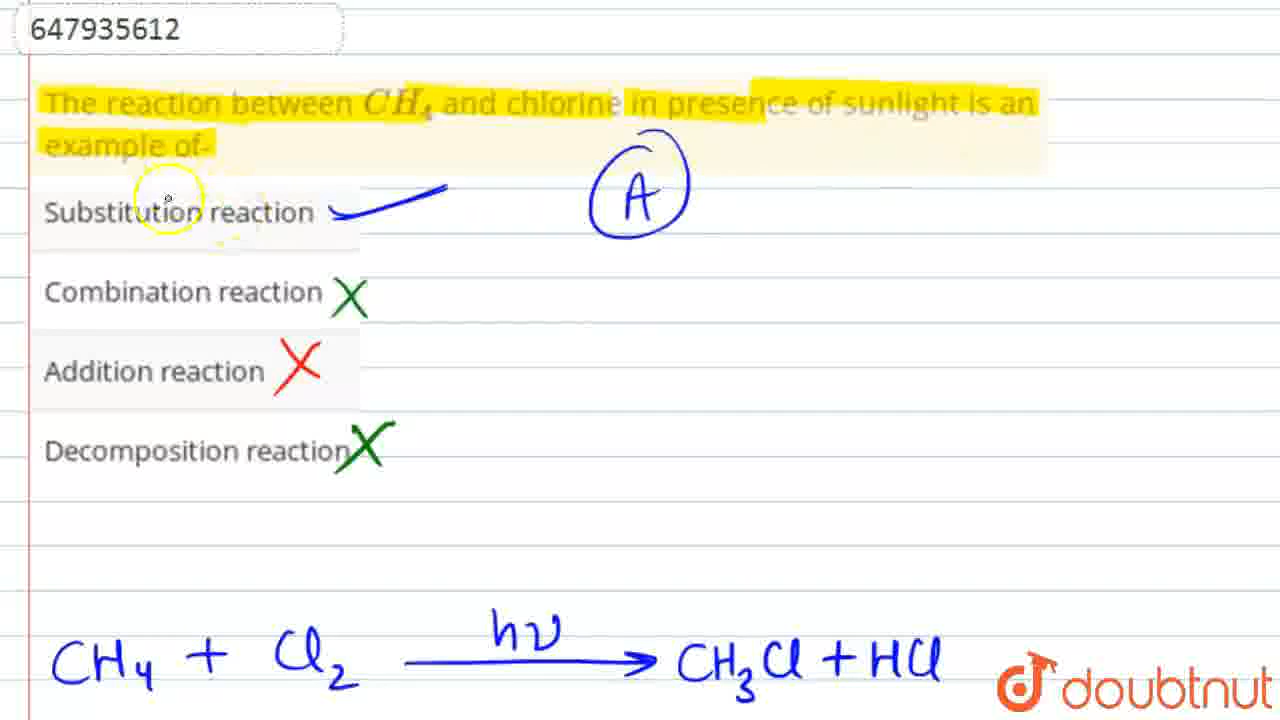 647935612
The reaction between CH₄ and chlorine in presence of sunlight is an
example of-
Substitution reaction
A
Combination reaction
Addition reaction
Decomposition reaction
hν
CH₄ + Cl₂ → CH₃Cl + HCl
doubtnut